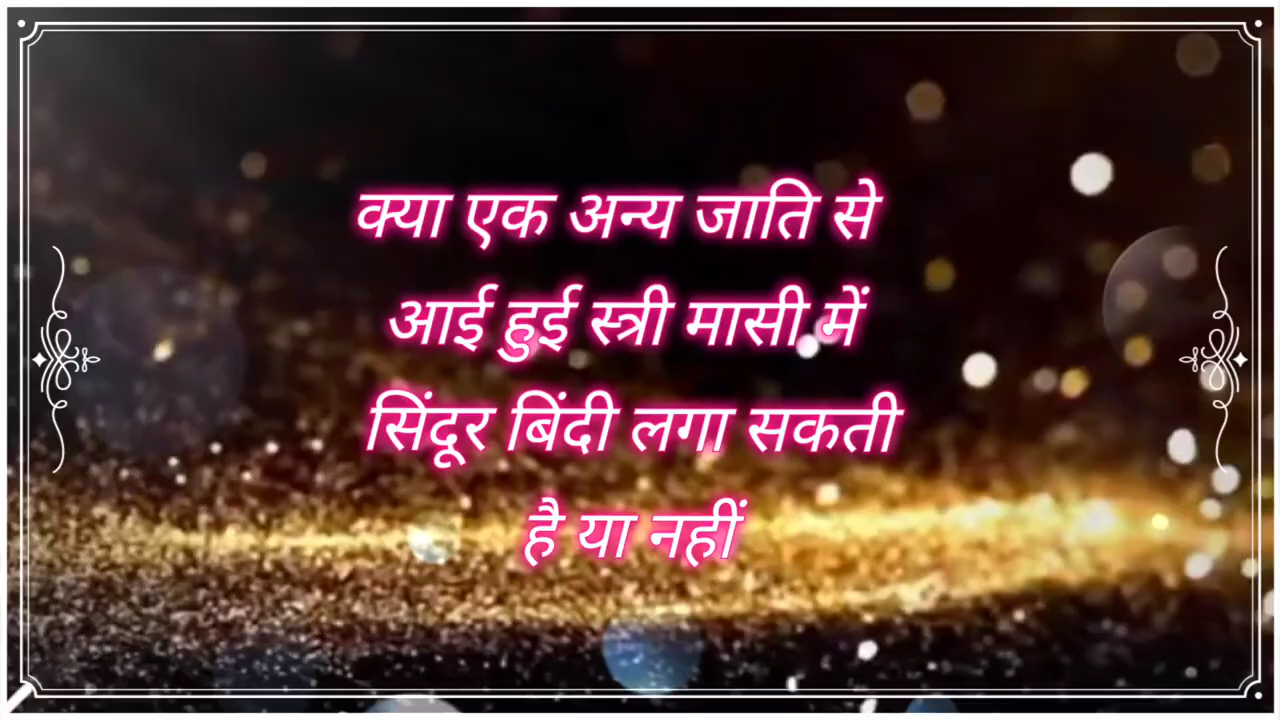 क्या एक अन्य जाति से
आई हुई स्त्री मासी में
सिंदूर बिंदी लगा सकती
है या नहीं